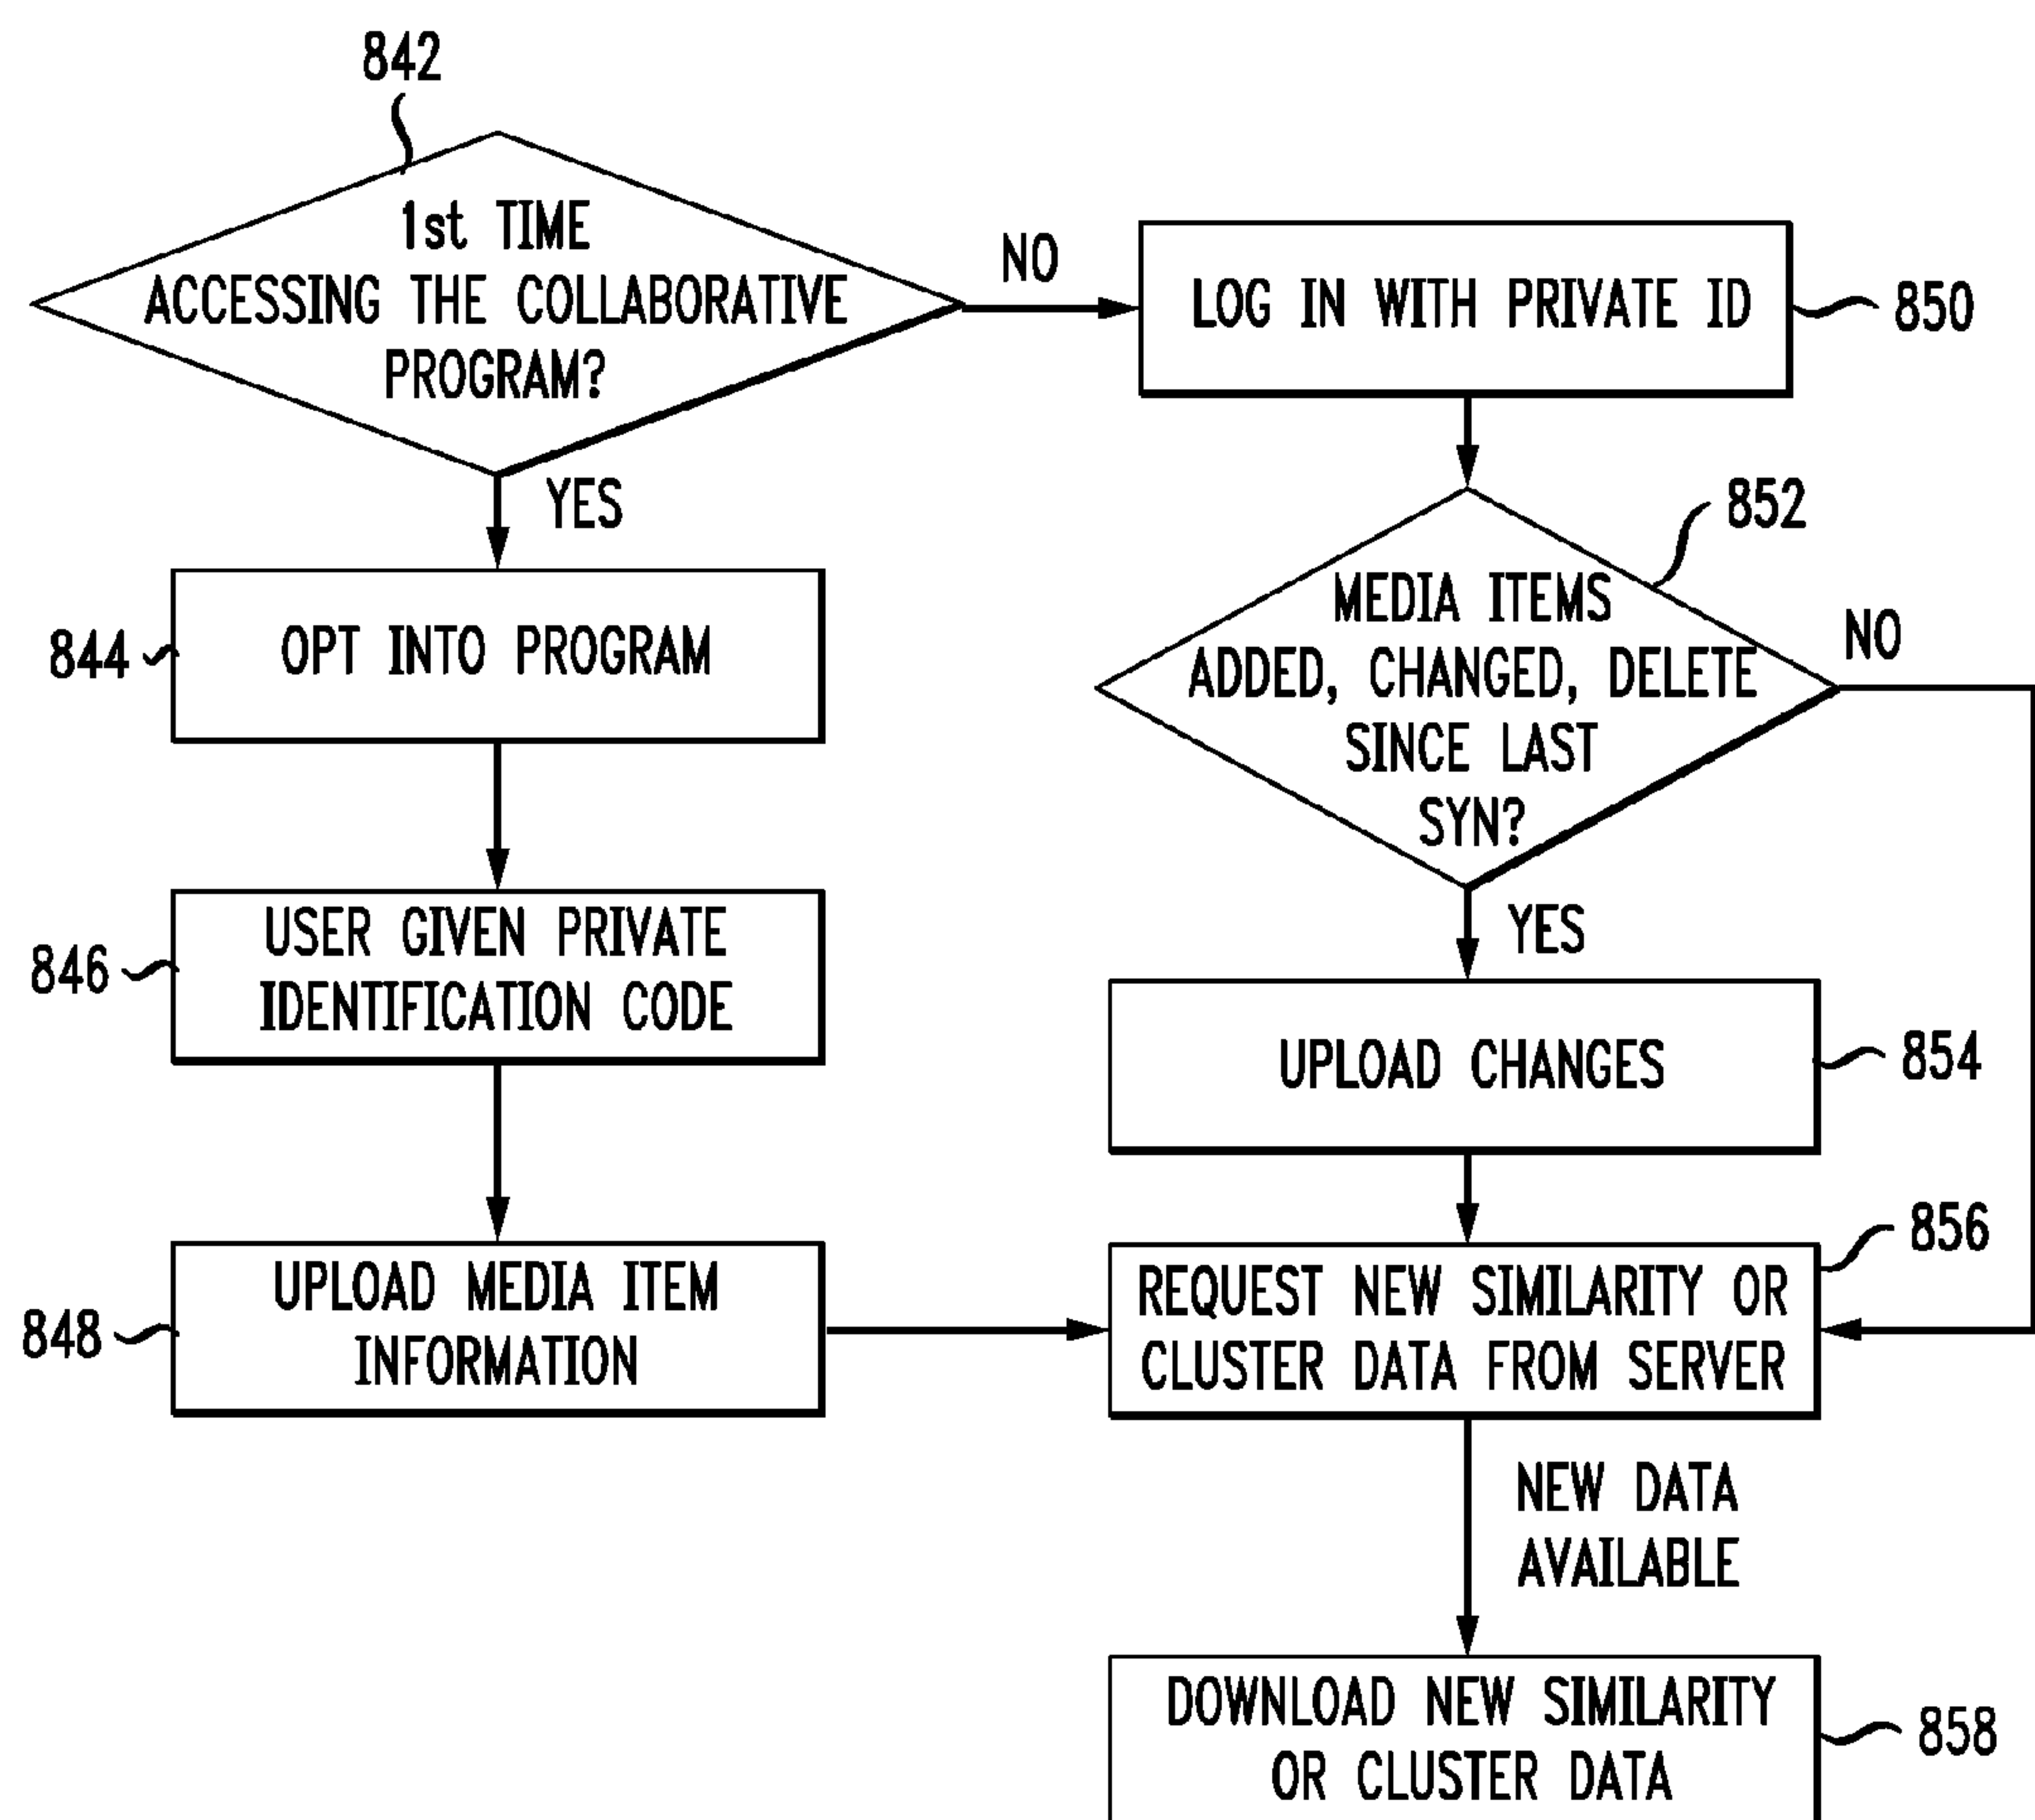 842
1st TIME
ACCESSING THE COLLABORATIVE
PROGRAM?
NO
LOG IN WITH PRIVATE ID
850
YES
852
MEDIA ITEMS
ADDED, CHANGED, DELETE
SINCE LAST
SYN?
NO
844
OPT INTO PROGRAM
YES
846
USER GIVEN PRIVATE
IDENTIFICATION CODE
UPLOAD CHANGES
854
848
UPLOAD MEDIA ITEM
INFORMATION
856
REQUEST NEW SIMILARITY OR
CLUSTER DATA FROM SERVER
NEW DATA
AVAILABLE
DOWNLOAD NEW SIMILARITY
OR CLUSTER DATA
858